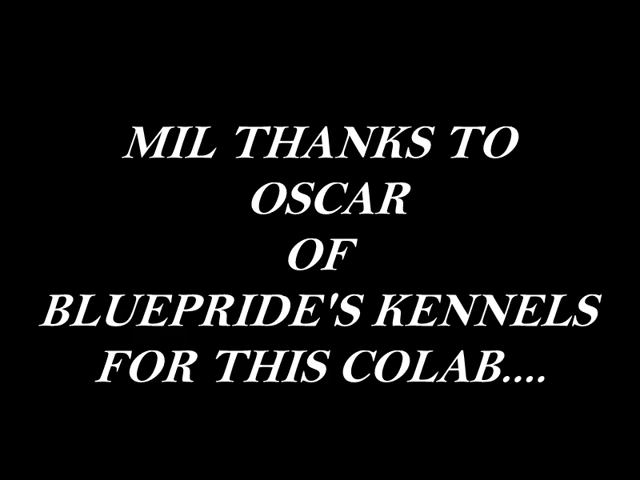 MIL THANKS TO
OSCAR
OF
BLUEPRIDE'S KENNELS
FOR THIS COLAB....